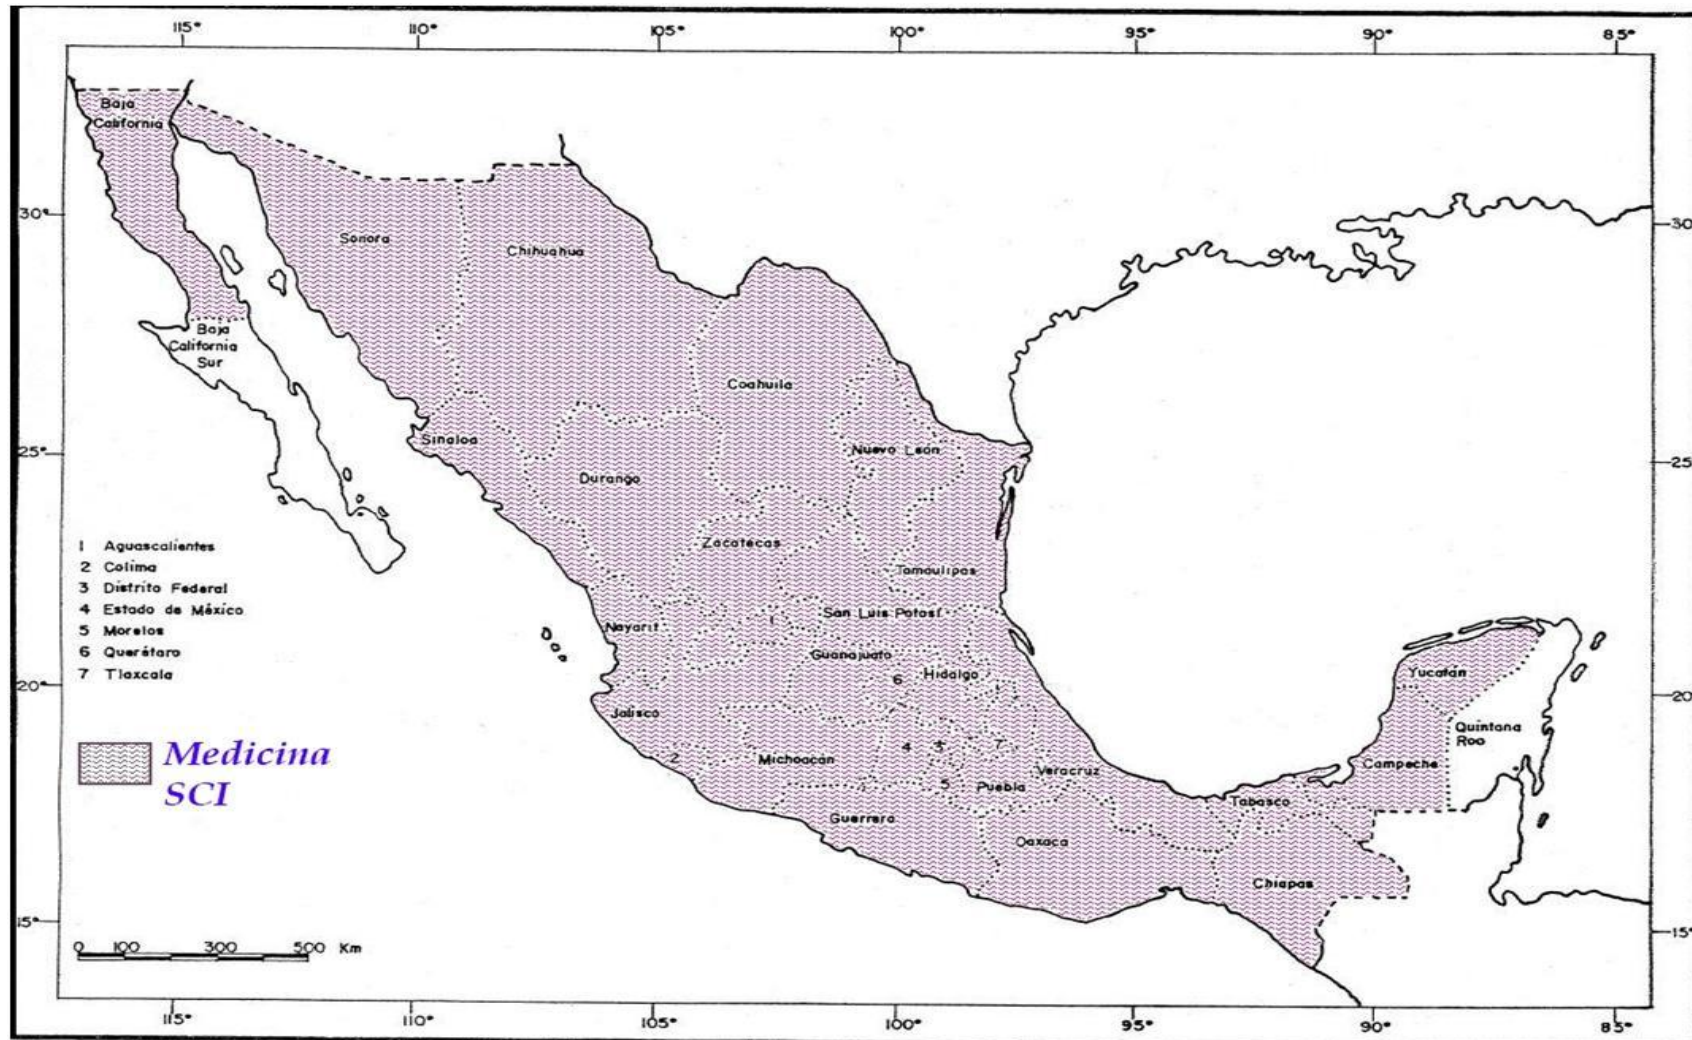 115° 110° 105° 100° 95° 90° 85°
Baja
California
Sonora
Chihuahua
30° 30°
Baja
California
Sur
Coahuila
Sinaloa
Nuevo León
25° 25°
Durango
Zacatecas
Tamaulipas
San Luis Potosí
Nayarit
1
Guanajuato
Hidalgo
6
Yucatán
20° 20°
Jalisco
Quintana
Roo
2
Michoacán
4
3
7
Veracruz
Campeche
5
Puebla
Tabasco
Guerrero
Oaxaca
Chiapas
15° 15°
1 Aguascalientes
2 Colima
3 Distrito Federal
4 Estado de México
5 Morelos
6 Querétaro
7 Tlaxcala
Medicina
SCI
0 100 300 500 Km
115° 110° 105° 100° 95° 90° 85°